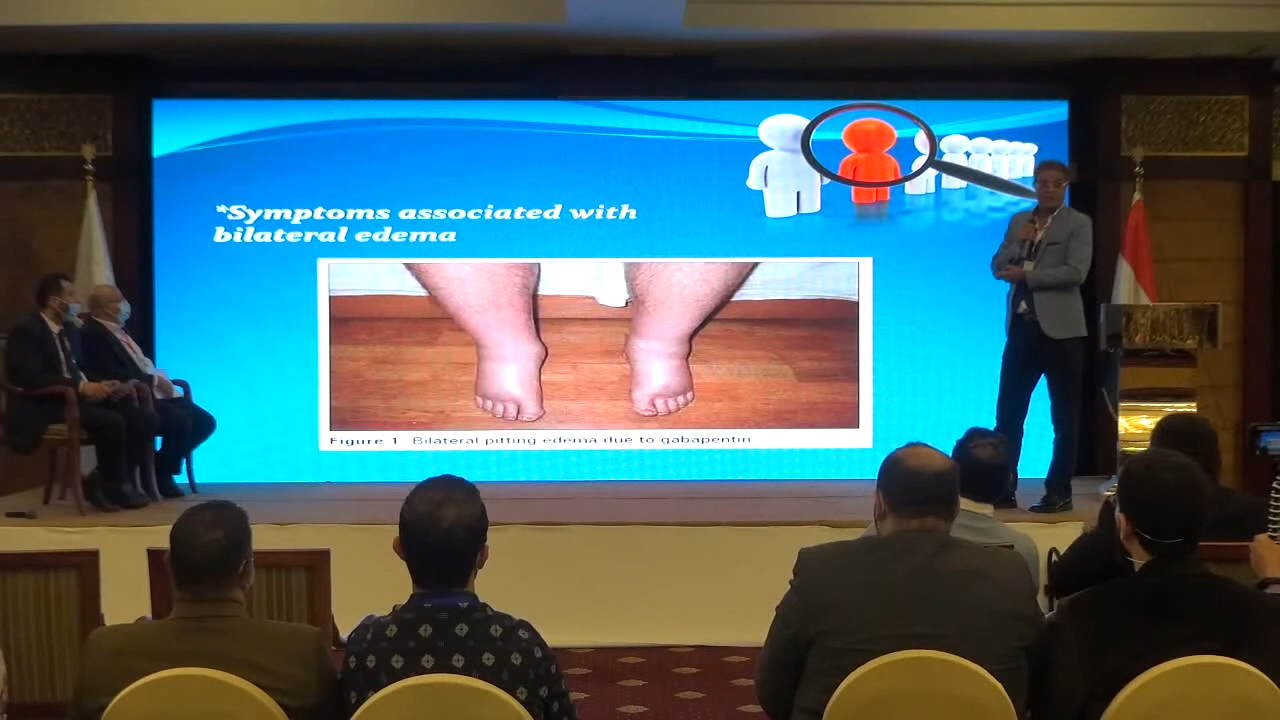 *Symptoms associated with
bilateral edema
Figure 1 Bilateral pitting edema due to gabapentin